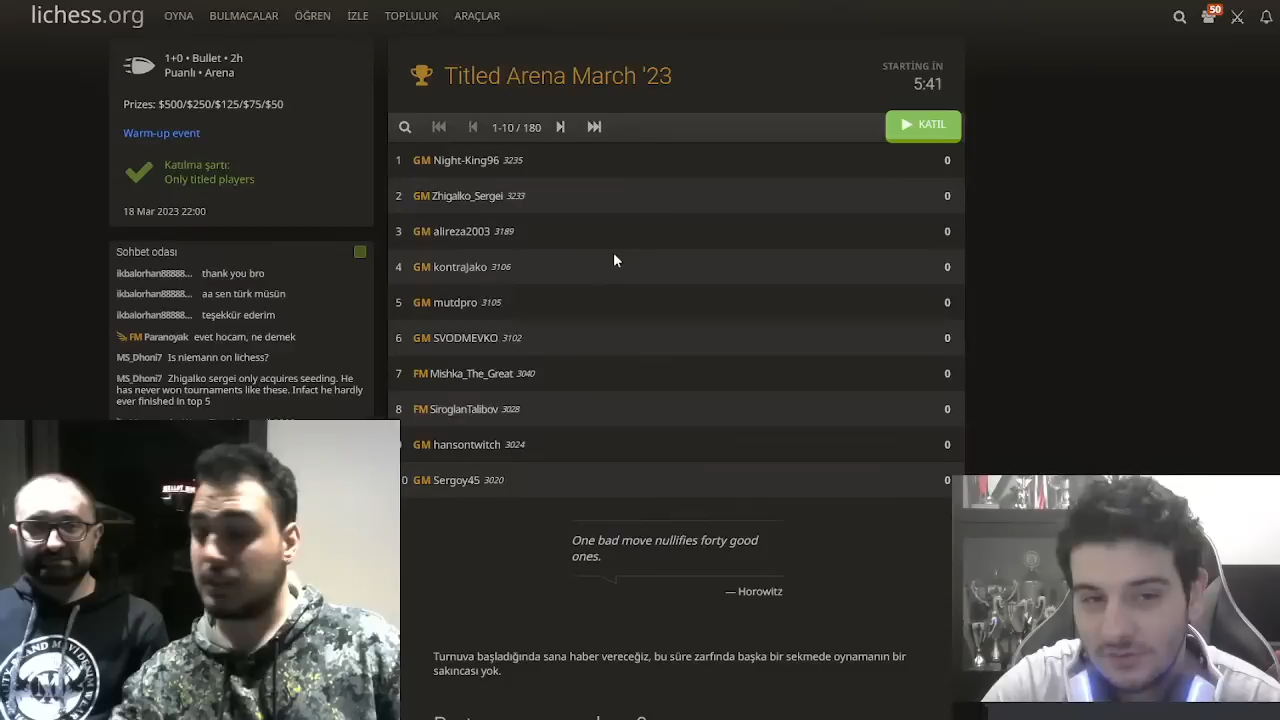 lichess.org OYNA BULMACALAR ÖĞREN İZLE TOPLULUK ARAÇLAR 50
1+0 • Bullet • 2h
Puanlı • Arena
Prizes: $500/$250/$125/$75/$50
Warm-up event
Katılma şartı:
Only titled players
18 Mar 2023 22:00
Sohbet odası
ikbalorhan88888... thank you bro
ikbalorhan88888... aa sen türk müsün
ikbalorhan88888... teşekkür ederim
FM Paranoyak evet hocam, ne demek
MS_Dhoni7 Is niemann on lichess?
MS_Dhoni7 Zhigalko sergei only acquires seeding. He
has never won tournaments like these. Infact he hardly
ever finished in top 5
Titled Arena March '23
STARTİNG İN
5:41
1-10 / 180
KATIL
1 GM Night-King96 3235 0
2 GM Zhigalko_Sergei 3233 0
3 GM alireza2003 3189 0
4 GM kontraJako 3106 0
5 GM mutdpro 3105 0
6 GM SVODMEVKO 3102 0
7 FM Mishka_The_Great 3040 0
8 FM SiroglanTalibov 3028 0
GM hansontwitch 3024 0
0 GM Sergoy45 3020 0
One bad move nullifies forty good
ones.
— Horowitz
Turnuva başladığında sana haber vereceğiz, bu süre zarfında başka bir sekmede oynamanın bir
sakıncası yok.